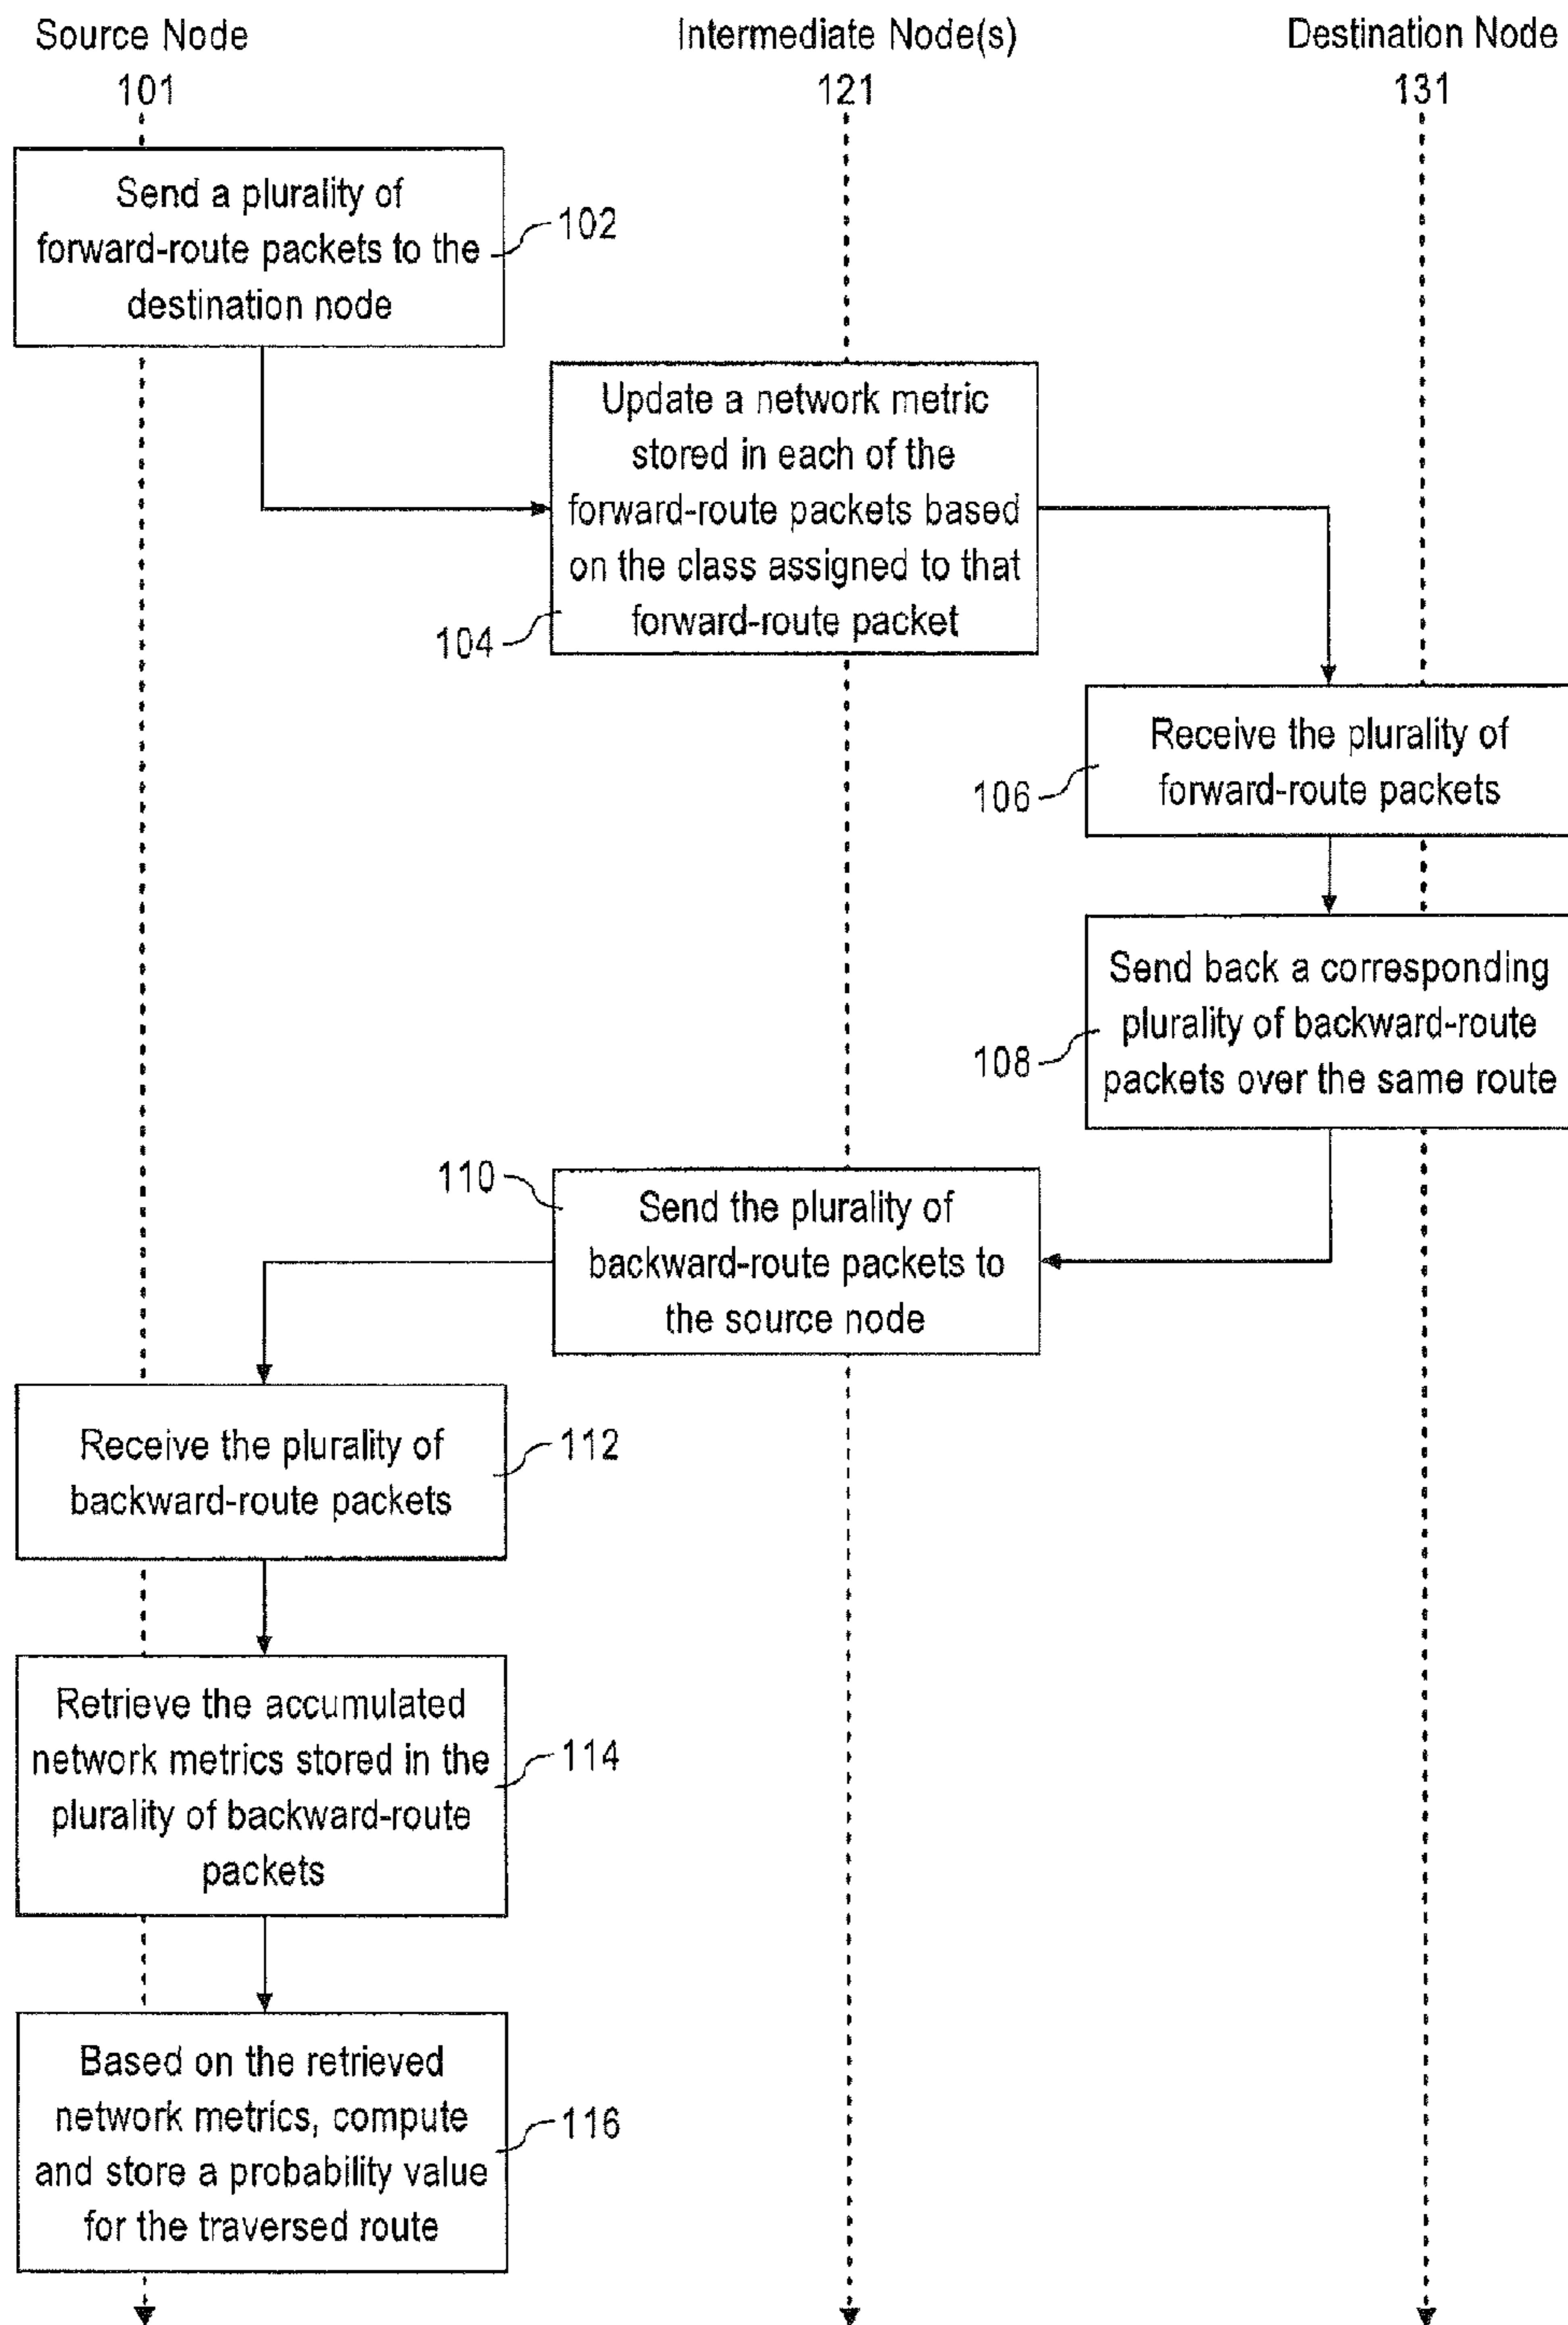 Source Node
101
Intermediate Node(s)
121
Destination Node
131
Send a plurality of
forward-route packets to the
destination node
102
Update a network metric
stored in each of the
forward-route packets based
on the class assigned to that
forward-route packet
104
Receive the plurality of
forward-route packets
106
Send back a corresponding
plurality of backward-route
packets over the same route
108
110
Send the plurality of
backward-route packets to
the source node
Receive the plurality of
backward-route packets
112
Retrieve the accumulated
network metrics stored in the
plurality of backward-route
packets
114
Based on the retrieved
network metrics, compute
and store a probability value
for the traversed route
116